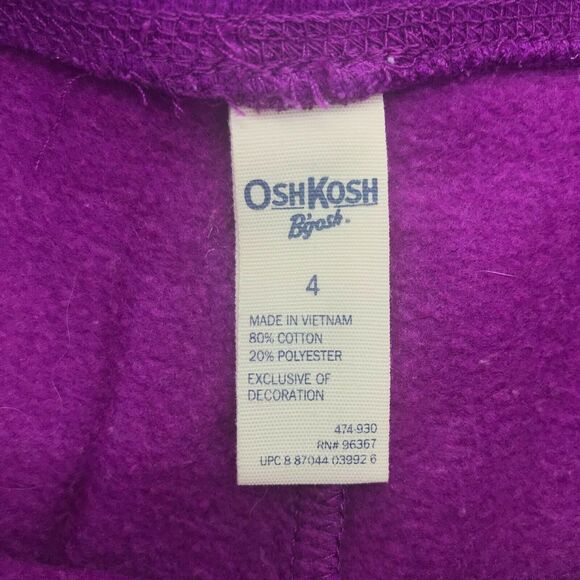 OSHKOSH
B'gosh
4
MADE IN VIETNAM
80% COTTON
20% POLYESTER
EXCLUSIVE OF
DECORATION
474-930
RN# 96367
UPC 8 87044 03992 6